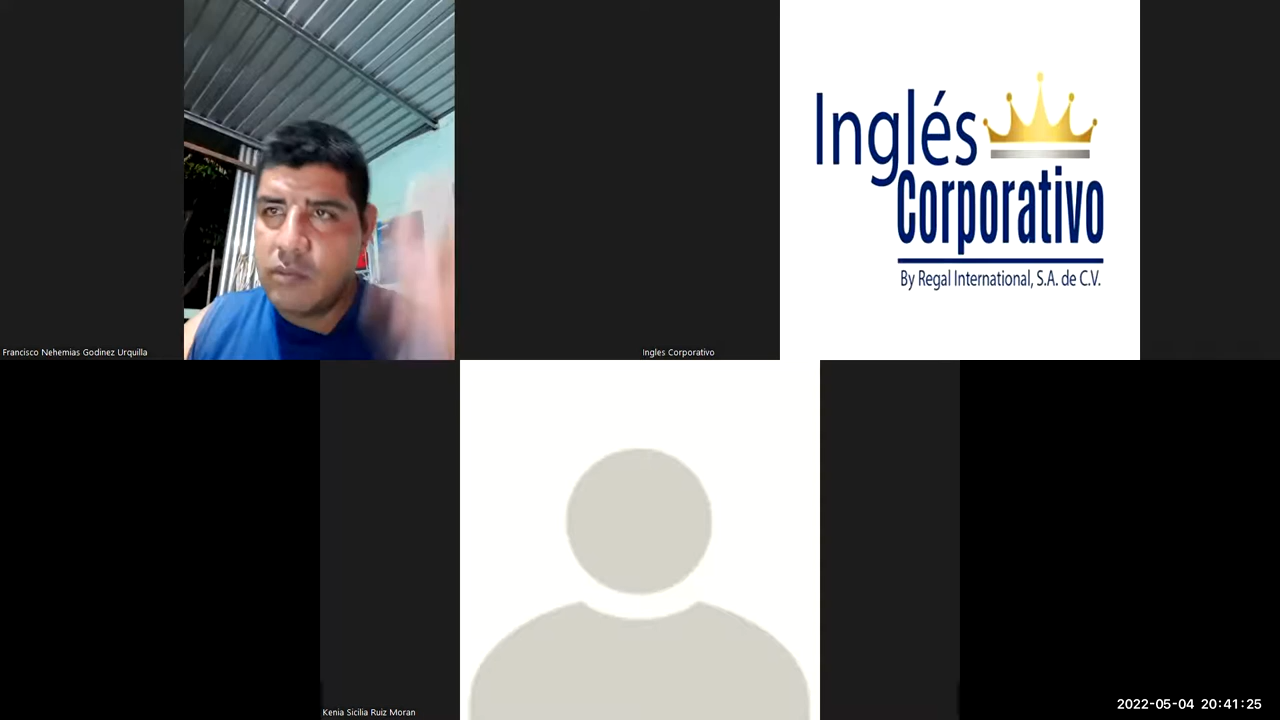 Inglés
Corporativo
By Regal International, S.A. de C.V.
Francisco Nehemias Godinez Urquilla
Ingles Corporativo
Kenia Sicilia Ruiz Moran
2022-05-04 20:41:25